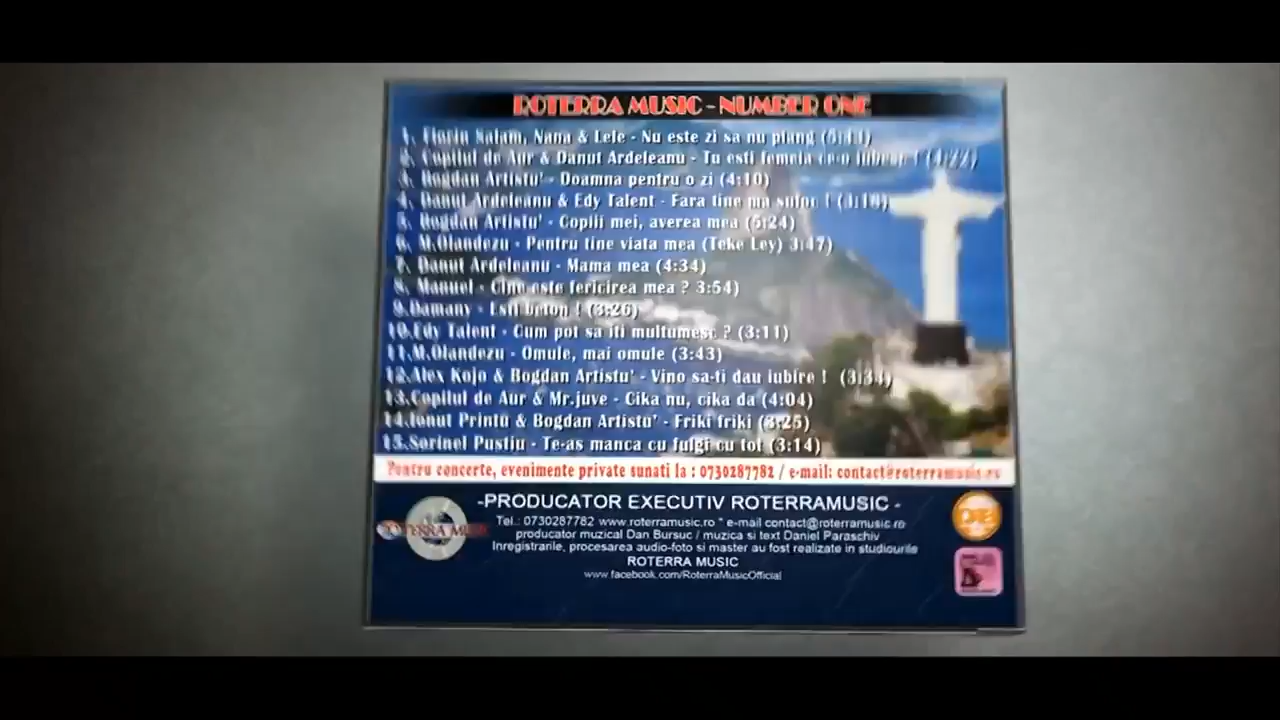 ROTERRA MUSIC - NUMBER ONE
1. Florin Salam, Nana & Lele - Nu este zi sa nu plang (5:41)
2. Copilul de Aur & Danut Ardeleanu - Tu esti femeia ce-o iubesc ! (4:22)
3. Bogdan Artistu' - Doamna pentru o zi (4:10)
4. Danut Ardeleanu & Edy Talent - Fara tine ma sufoc !
5. Bogdan Artistu' - Copiii mei, averea mea (5:24)
6. M.Olandezu - Pentru tine viata mea (Teke Ley) 3:47)
7. Danut Ardeleanu - Mama mea (4:34)
8. Manuel - Cine este fericirea mea ? 3:54)
9.Damany - Esti beton ! (3:26)
10.Edy Talent - Cum pot sa iti multumesc ? (3:11)
11.M.Olandezu - Omule, mai omule (3:43)
12.Alex Kojo & Bogdan Artistu' - Vino sa-ti dau iubire ! (3:34)
13.Copilul de Aur & Mr.juve - Cika nu, cika da (4:04)
14.Ionut Printu & Bogdan Artistu' - Friki friki (3:25)
15.Sorinel Pustiu - Te-as manca cu fulgi cu tot (3:14)
Pentru concerte, evenimente private sunati la : 0730287782 / e-mail: contact@roterramusic.ro
-PRODUCATOR EXECUTIV ROTERRAMUSIC -
Tel.: 0730287782 www.roterramusic.ro * e-mail contact@roterramusic.ro
producator muzical Dan Bursuc / muzica si text Daniel Paraschiv
Inregistrarile, procesarea audio-foto si master au fost realizate in studiourile
ROTERRA MUSIC
www.facebook.com/RoterraMusicOfficial
ROTERRA MUSIC